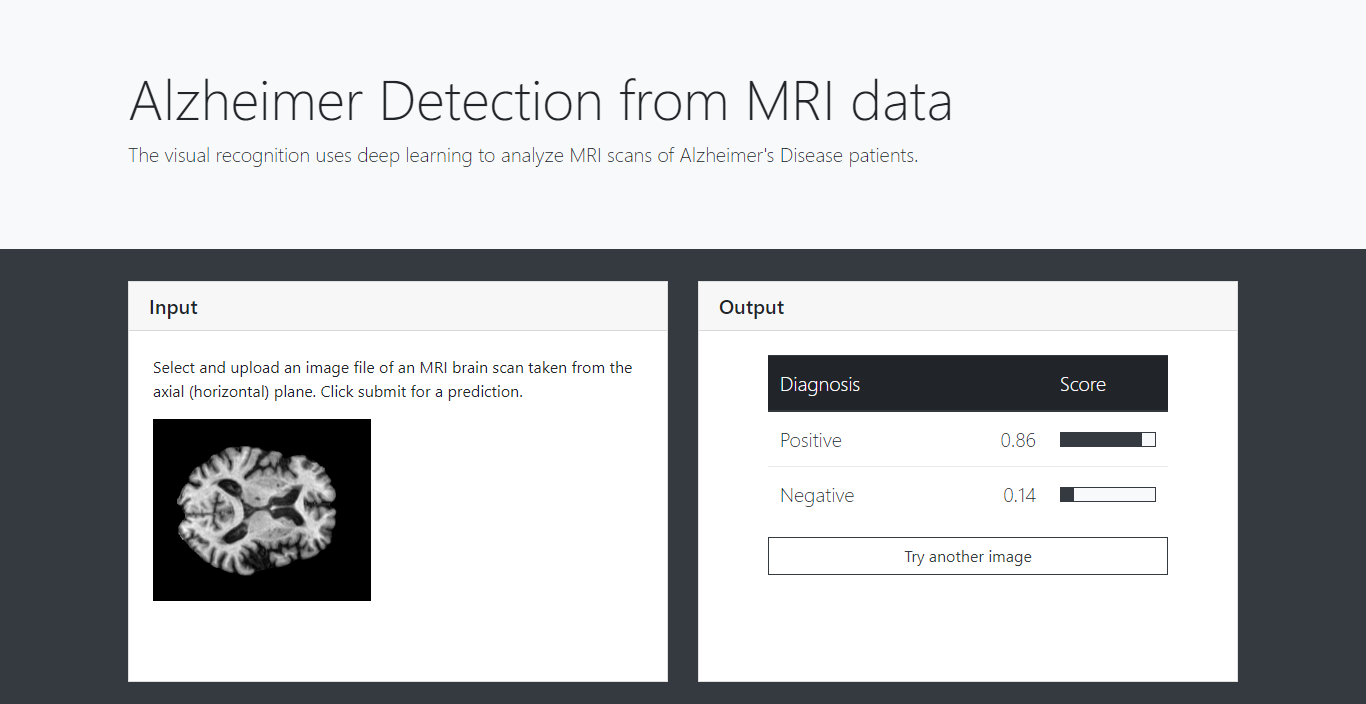 Alzheimer Detection from MRI data
The visual recognition uses deep learning to analyze MRI scans of Alzheimer's Disease patients.
Input
Select and upload an image file of an MRI brain scan taken from the
axial (horizontal) plane. Click submit for a prediction.
Output
Diagnosis Score
Positive 0.86
Negative 0.14
Try another image